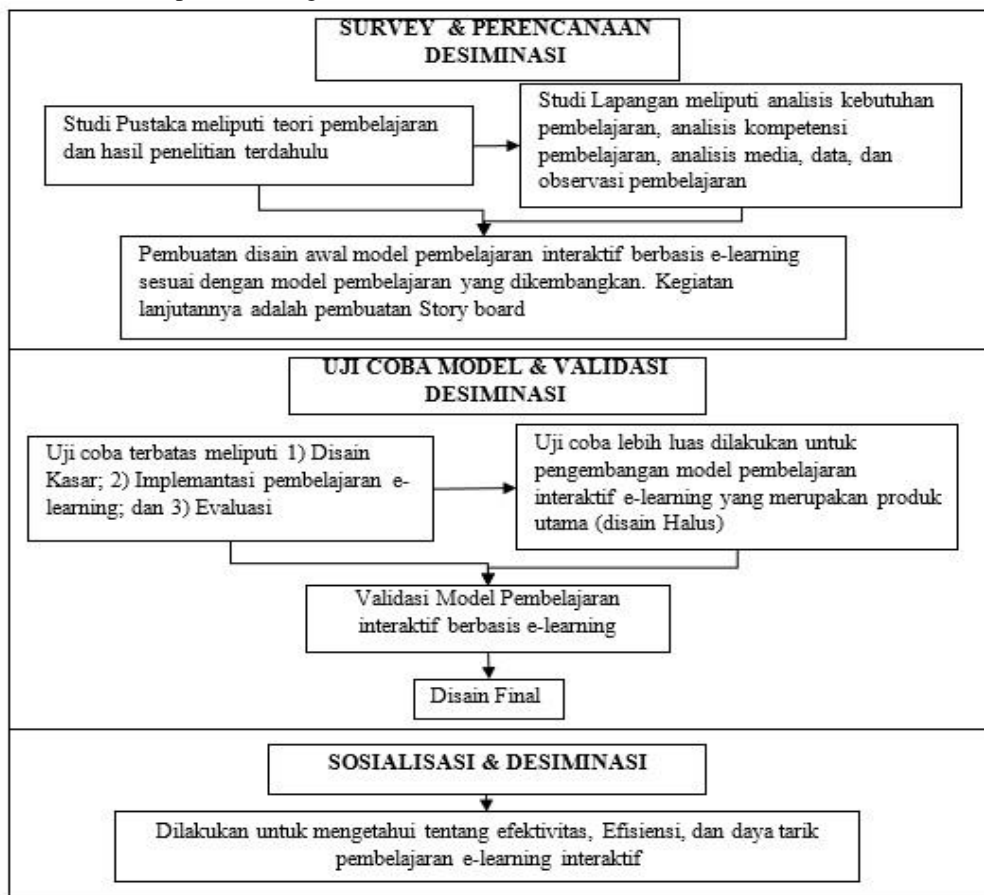 SURVEY & PERENCANAAN
DESIMINASI
Studi Pustaka meliputi teori pembelajaran
dan hasil penelitian terdahulu
Studi Lapangan meliputi analisis kebutuhan
pembelajaran, analisis kompetensi
pembelajaran, analisis media, data, dan
observasi pembelajaran
Pembuatan disain awal model pembelajaran interaktif berbasis e-learning
sesuai dengan model pembelajaran yang dikembangkan. Kegiatan
lanjutannya adalah pembuatan Story board
UJI COBA MODEL & VALIDASI
DESIMINASI
Uji coba terbatas meliputi 1) Disain
Kasar; 2) Implemantasi pembelajaran e-
learning; dan 3) Evaluasi
Uji coba lebih luas dilakukan untuk
pengembangan model pembelajaran
interaktif e-learning yang merupakan produk
utama (disain Halus)
Validasi Model Pembelajaran
interaktif berbasis e-learning
Disain Final
SOSIALISASI & DESIMINASI
Dilakukan untuk mengetahui tentang efektivitas, Efisiensi, dan daya tarik
pembelajaran e-learning interaktif